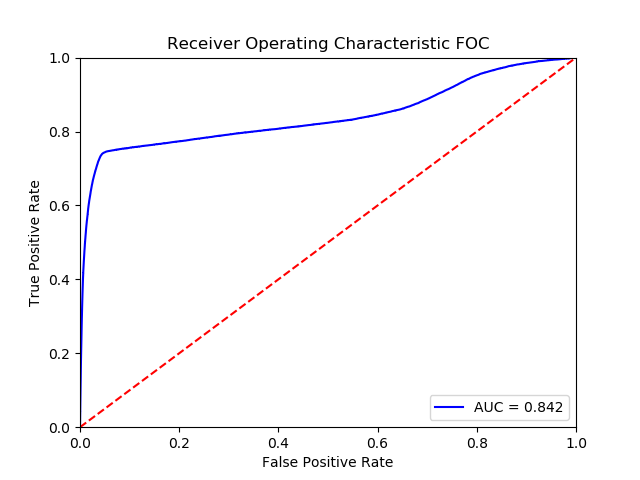 Receiver Operating Characteristic FOC
1.0
0.8
0.6
0.4
0.2
0.0
True Positive Rate
AUC = 0.842
0.0 0.2 0.4 0.6 0.8 1.0
False Positive Rate